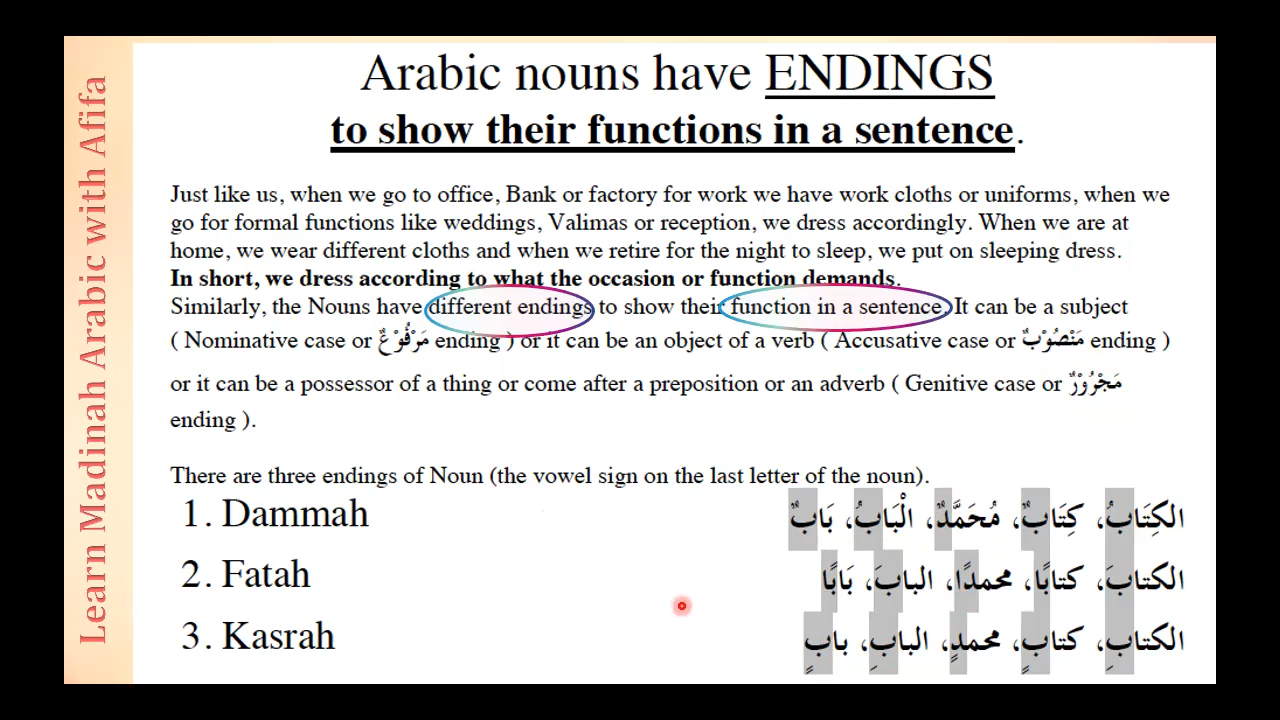 Learn Madinah Arabic with Afifa
Arabic nouns have ENDINGS
to show their functions in a sentence.
Just like us, when we go to office, Bank or factory for work we have work cloths or uniforms, when we
go for formal functions like weddings, Valimas or reception, we dress accordingly. When we are at
home, we wear different cloths and when we retire for the night to sleep, we put on sleeping dress.
In short, we dress according to what the occasion or function demands.
Similarly, the Nouns have different endings to show their function in a sentence. It can be a subject
( Nominative case or مَرْفُوْعٌ ending ) or it can be an object of a verb ( Accusative case or مَنْصُوْبٌ ending )
or it can be a possessor of a thing or come after a preposition or an adverb ( Genitive case or مَجْرُوْرٌ
ending ).
There are three endings of Noun (the vowel sign on the last letter of the noun).
1. Dammah الكِتَابُ، كِتَابٌ، مُحَمَّدٌ، الْبَابُ، بَابٌ
2. Fatah الكتابَ، كتابًا، محمدًا، البابَ، بَابًا
3. Kasrah الكتابِ، كتابٍ، محمدٍ، البابِ، بابٍ